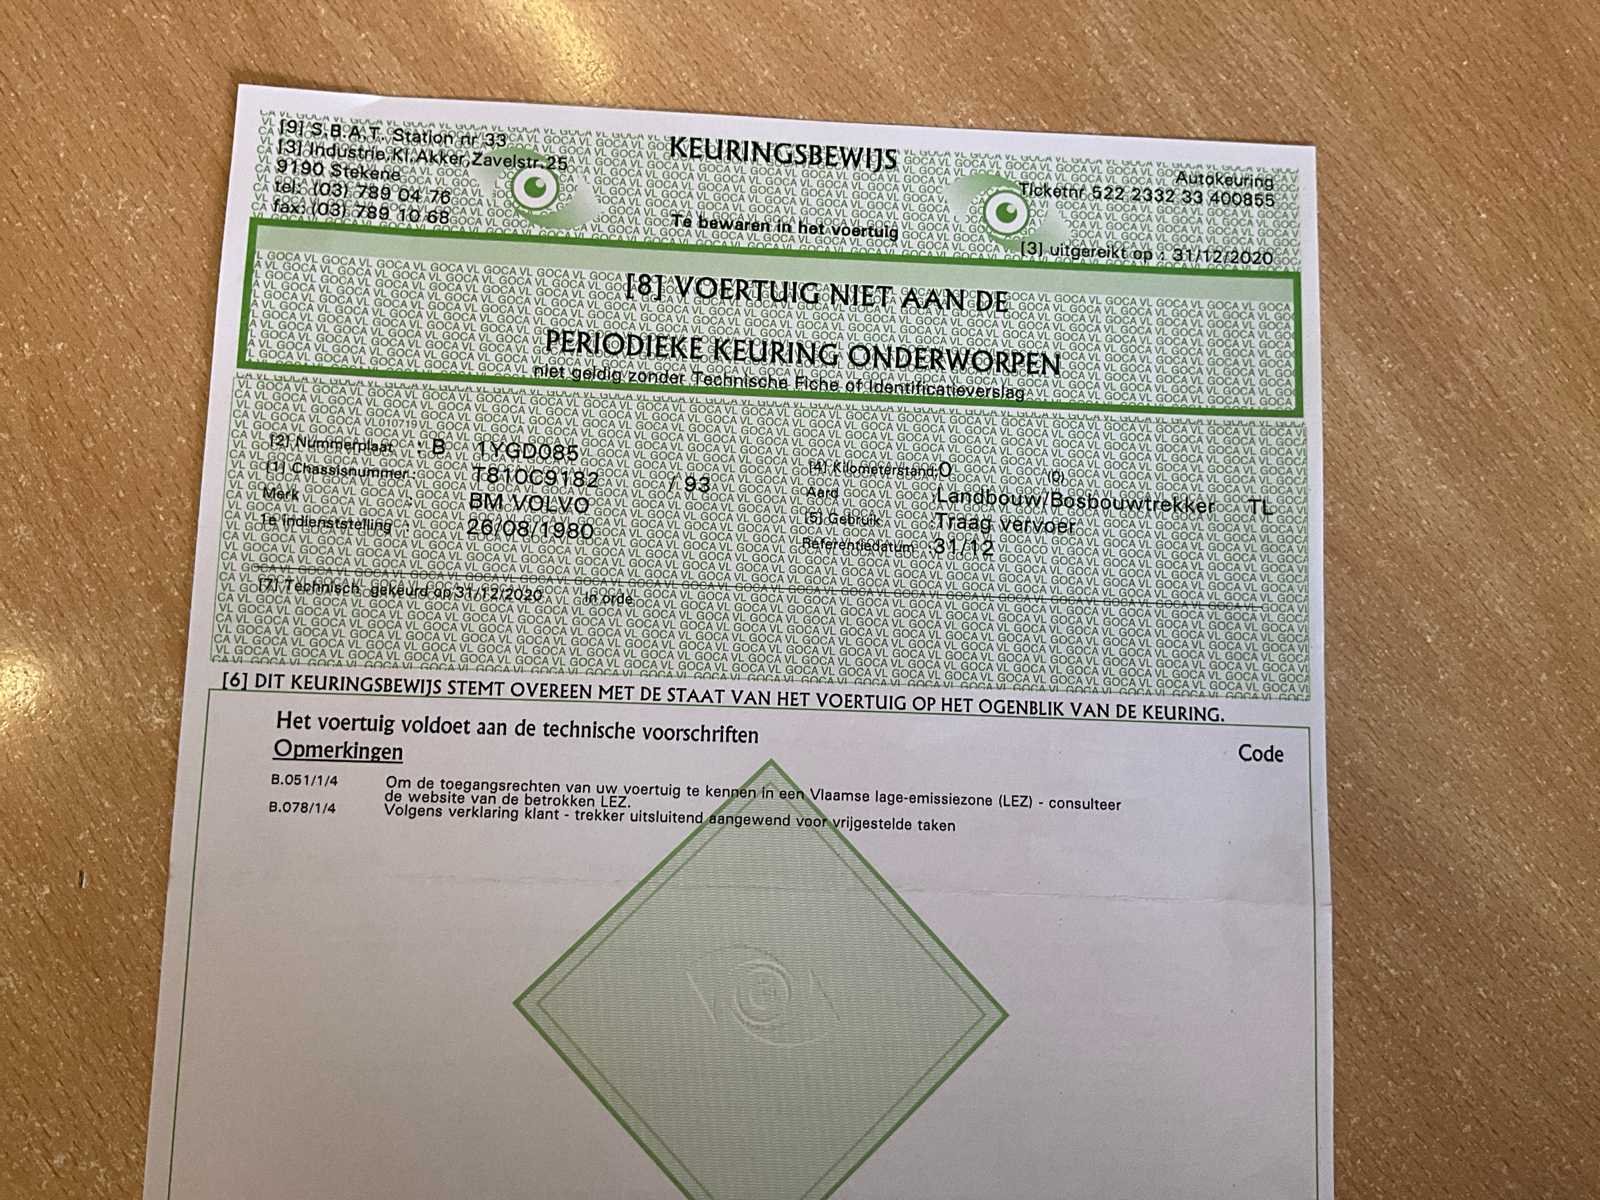 [9] S.B.A.T. Station nr 33
[3] Industrie.Kl.Akker,Zavelstr.25
9190 Stekene
tel: (03) 789 04 76
fax: (03) 789 10 68
KEURINGSBEWIJS
Te bewaren in het voertuig
Autokeuring
Ticketnr 522 2332 33 400855
[3] uitgereikt op : 31/12/2020
[8] VOERTUIG NIET AAN DE
PERIODIEKE KEURING ONDERWORPEN
niet geldig zonder Technische Fiche of Identificatieverslag
[2] Nummerplaat : B 1YGD085
[1] Chassisnummer: T810C9182 / 93
Merk : BM VOLVO
1e indienststelling : 26/08/1980
[4] Kilometerstand:0 (0)
Aard :Landbouw/Bosbouwtrekker TL
[5] Gebruik :Traag vervoer
Referentiedatum :31/12
[7] Technisch gekeurd op 31/12/2020 in orde
[6] DIT KEURINGSBEWIJS STEMT OVEREEN MET DE STAAT VAN HET VOERTUIG OP HET OGENBLIK VAN DE KEURING.
Het voertuig voldoet aan de technische voorschriften
Opmerkingen
Code
B.051/1/4 Om de toegangsrechten van uw voertuig te kennen in een Vlaamse lage-emissiezone (LEZ) - consulteer
de website van de betrokken LEZ.
B.078/1/4 Volgens verklaring klant - trekker uitsluitend aangewend voor vrijgestelde taken